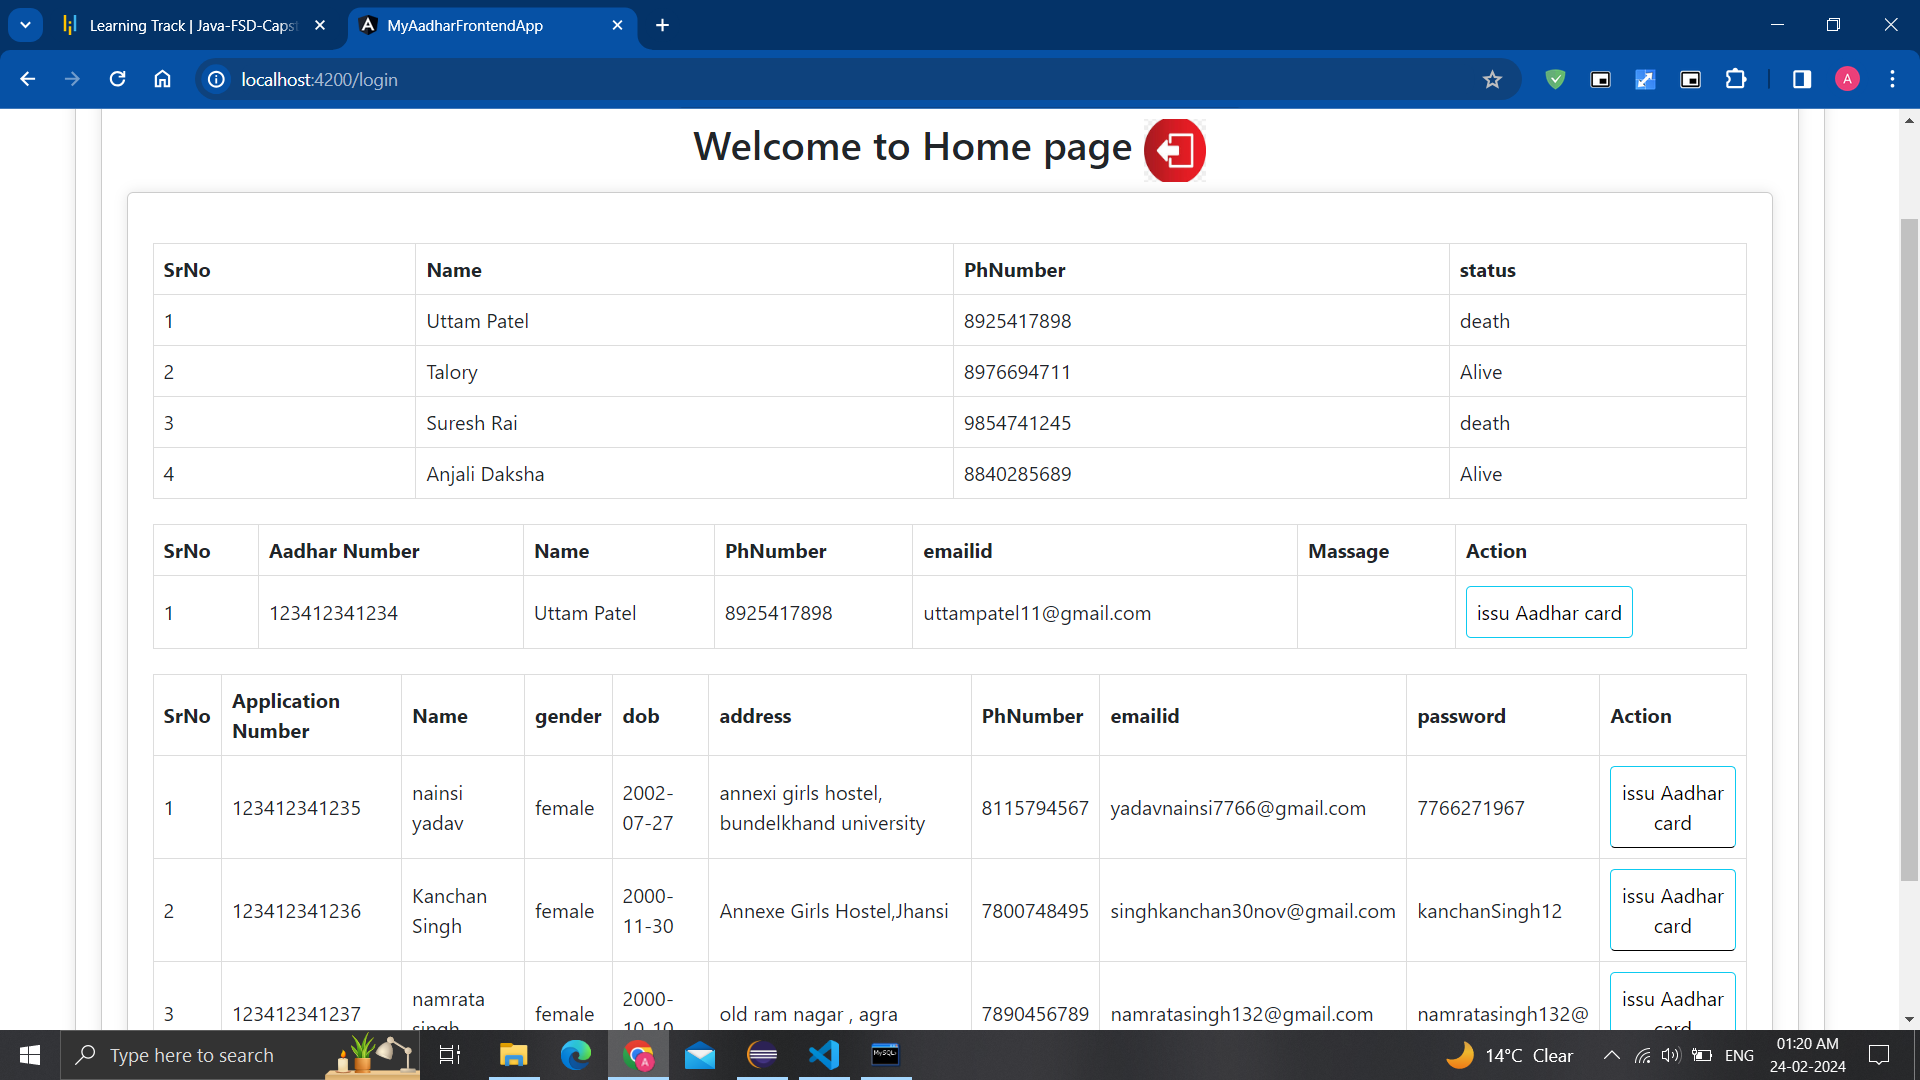 Learning Track | Java-FSD-Capst
MyAadharFrontendApp
localhost:4200/login
A
Welcome to Home page
SrNo Name PhNumber status
1 Uttam Patel 8925417898 death
2 Talory 8976694711 Alive
3 Suresh Rai 9854741245 death
4 Anjali Daksha 8840285689 Alive
SrNo Aadhar Number Name PhNumber emailid Massage Action
1 123412341234 Uttam Patel 8925417898 uttampatel11@gmail.com issu Aadhar card
SrNo Application Name gender dob address PhNumber emailid password Action
Number
1 123412341235 nainsi female 2002- annexi girls hostel, 8115794567 yadavnainsi7766@gmail.com 7766271967 issu Aadhar
yadav 07-27 bundelkhand university card
2 123412341236 Kanchan female 2000- Annexe Girls Hostel,Jhansi 7800748495 singhkanchan30nov@gmail.com kanchanSingh12 issu Aadhar
Singh 11-30 card
3 123412341237 namrata female 2000- old ram nagar , agra 7890456789 namratasingh132@gmail.com namratasingh132@ issu Aadhar
singh 10-10 card
Type here to search
A
MySQL
14°C Clear
ENG
01:20 AM
24-02-2024